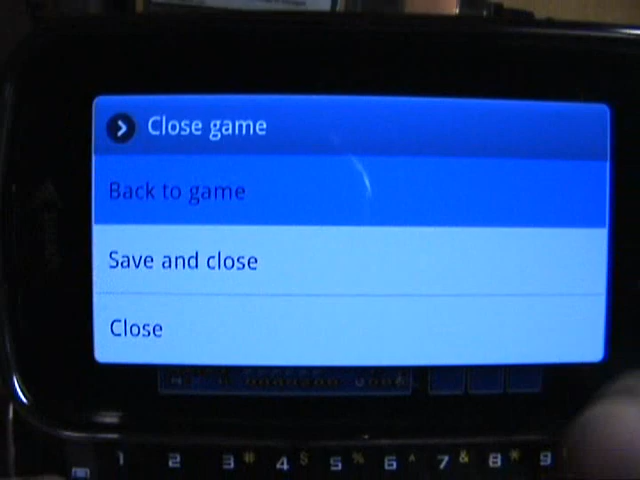 Close game
Back to game
Save and close
Close
1 2 3 # 4 $ 5 % 6 ^ 7 & 8 * 9